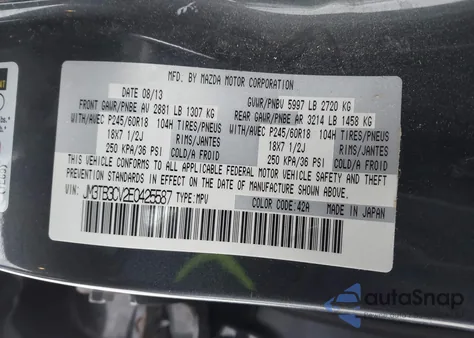 MFD. BY MAZDA MOTOR CORPORATION
DATE 08/13 GVWR/PNBV 5997 LB 2720 KG
FRONT GAWR/PNBE AV 2881 LB 1307 KG REAR GAWR/PNBE AR 3214 LB 1458 KG
WITH/AVEC P245/60R18 104H TIRES/PNEUS WITH/AVEC P245/60R18 104H TIRES/PNEUS
18X7 1/2J RIMS/JANTES 18X7 1/2J RIMS/JANTES
250 KPA/36 PSI COLD/A FROID 250 KPA/36 PSI COLD/A FROID
THIS VEHICLE CONFORMS TO ALL APPLICABLE FEDERAL MOTOR VEHICLE SAFETY, BUMPER, AND THEFT
PREVENTION STANDARDS IN EFFECT ON THE DATE OF MANUFACTURE SHOWN ABOVE.
VIN: JM3TB3CV2E0425587 TYPE:MPV COLOR CODE:42A MADE IN JAPAN
autoSnap